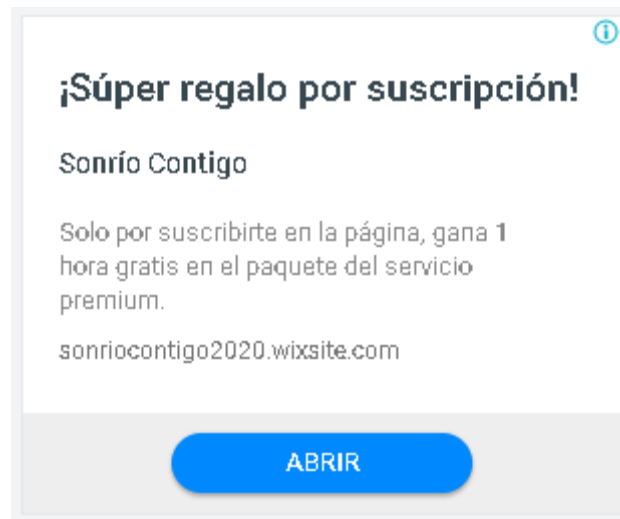 ¡Súper regalo por suscripción!
Sonrío Contigo
Solo por suscribirte en la página, gana 1
hora gratis en el paquete del servicio
premium.
sonriocontigo2020.wixsite.com
ABRIR